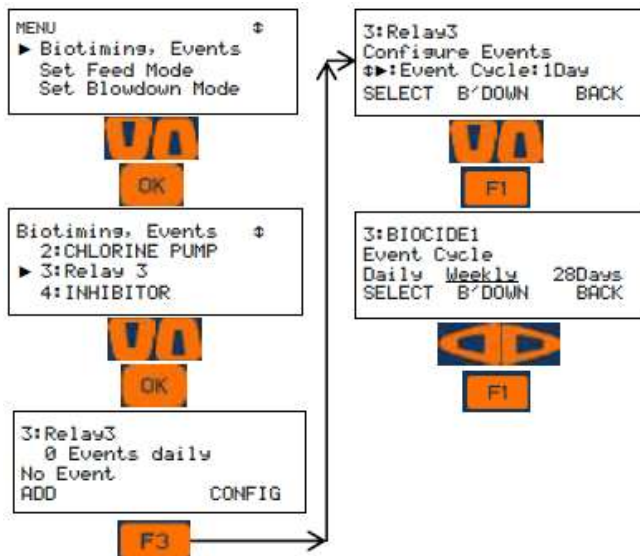 MENU
▶ Biotiming, Events
Set Feed Mode
Set Blowdown Mode
OK
Biotiming, Events
2:CHLORINE PUMP
▶ 3:Relay 3
4:INHIBITOR
OK
3:Relay3
0 Events daily
No Event
ADD CONFIG
F3
3:Relay3
Configure Events
⇕▶:Event Cycle:1Day
SELECT B'DOWN BACK
F1
3:BIOCIDE1
Event Cycle
Daily Weekly 28Days
SELECT B'DOWN BACK
F1